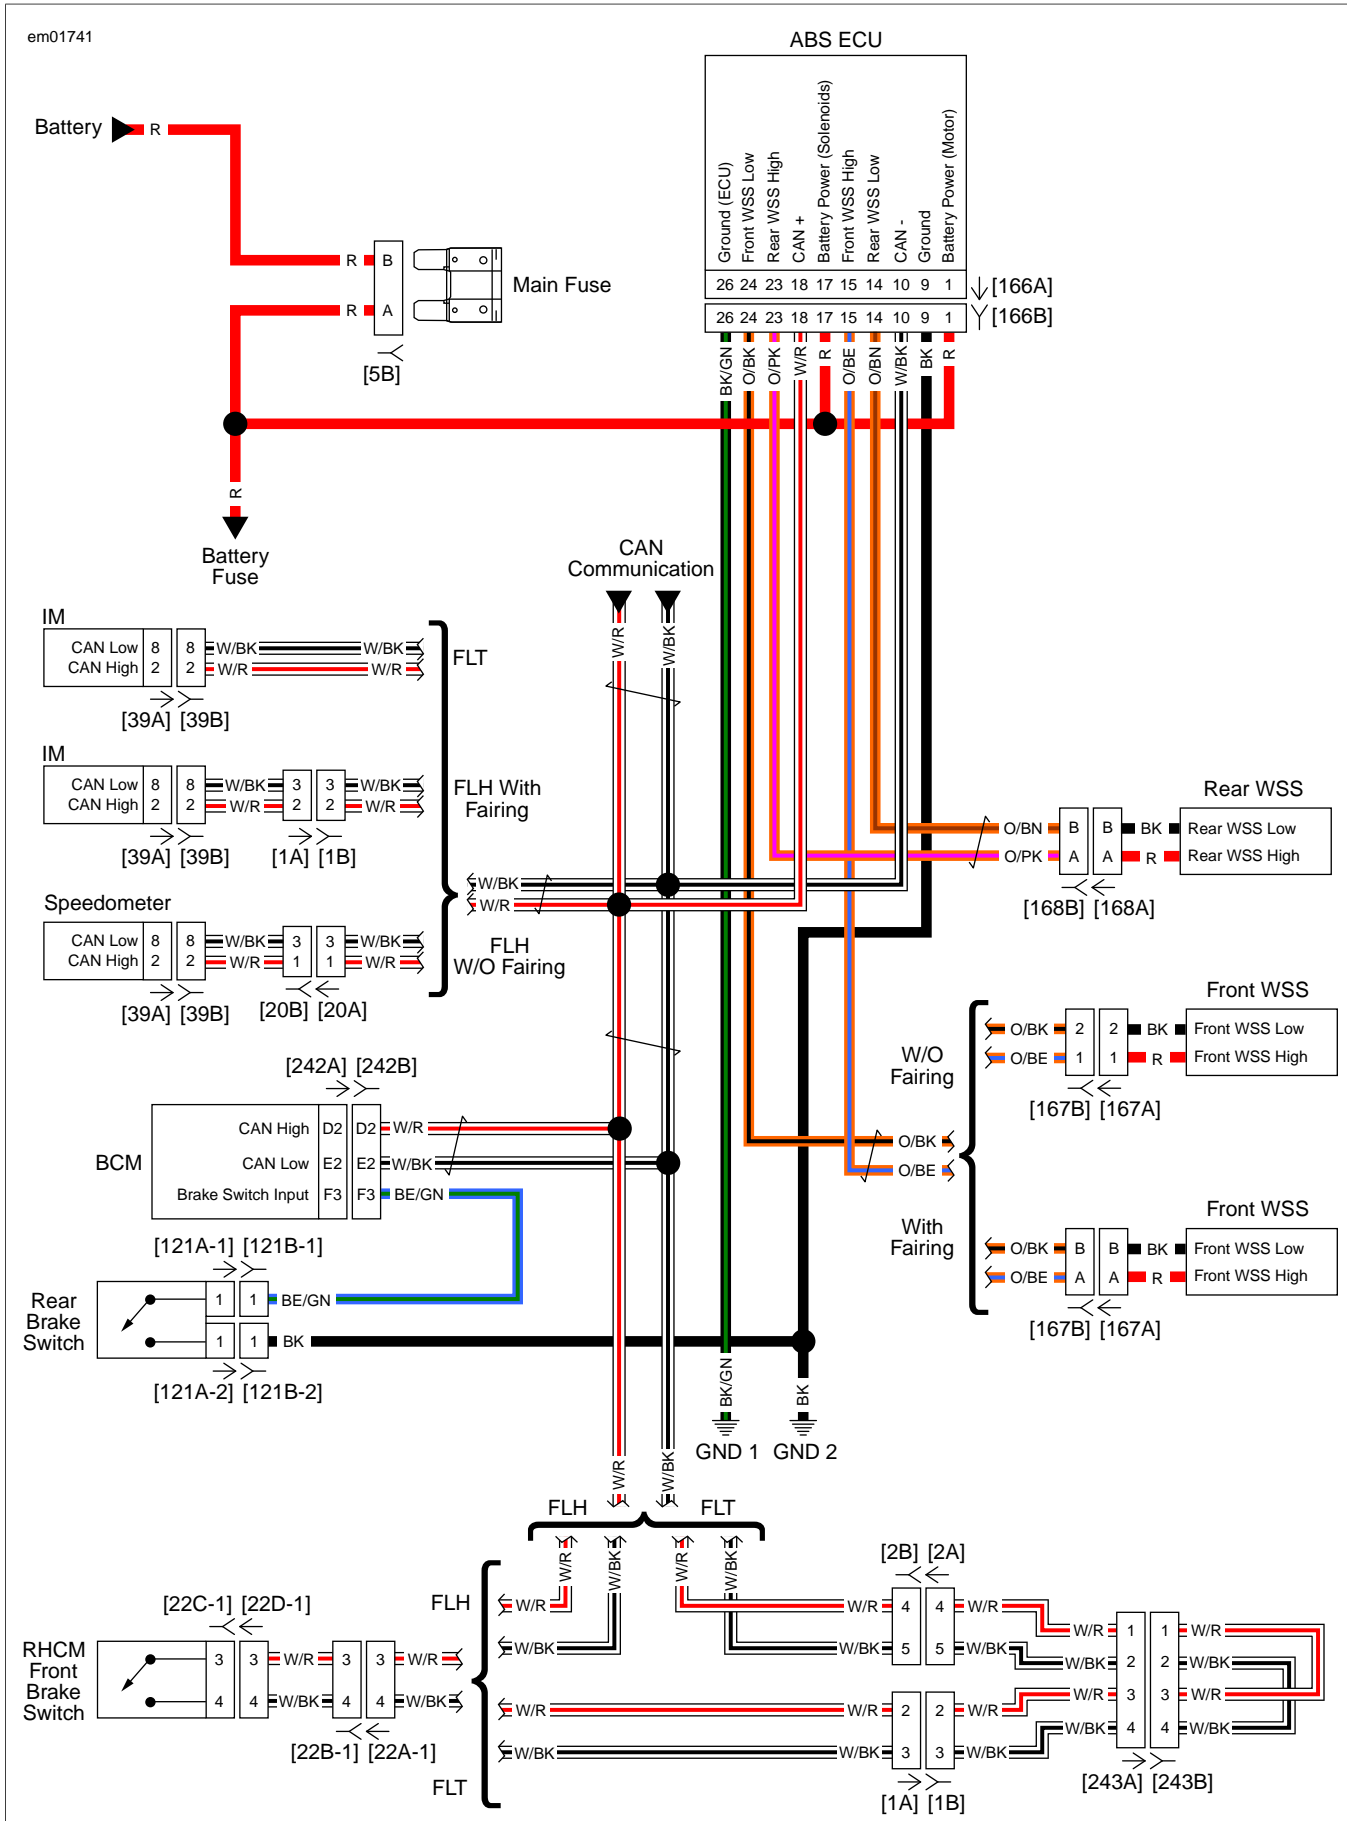 em01741
ABS ECU
Battery
R
Ground (ECU)
Front WSS Low
Rear WSS High
CAN +
Battery Power (Solenoids)
Front WSS High
Rear WSS Low
CAN -
Ground
Battery Power (Motor)
26 24 23 18 17 15 14 10 9 1
[166A]
26 24 23 18 17 15 14 10 9 1
[166B]
BK/GN O/BK O/PK W/R R O/BE O/BN W/BK BK R
R B
R A
Main Fuse
[5B]
R
Battery
Fuse
CAN
Communication
W/R W/BK
IM
CAN Low 8 8 W/BK W/BK
CAN High 2 2 W/R W/R
[39A] [39B]
FLT
IM
CAN Low 8 8 W/BK 3 3 W/BK
CAN High 2 2 W/R 2 2 W/R
[39A] [39B] [1A] [1B]
FLH With
Fairing
W/BK
W/R
Speedometer
CAN Low 8 8 W/BK 3 3 W/BK
CAN High 2 2 W/R 1 1 W/R
[39A] [39B] [20B] [20A]
FLH
W/O Fairing
Rear WSS
O/BN B B BK Rear WSS Low
O/PK A A R Rear WSS High
[168B] [168A]
Front WSS
O/BK 2 2 BK Front WSS Low
O/BE 1 1 R Front WSS High
[167B] [167A]
W/O
Fairing
O/BK
O/BE
With
Fairing
Front WSS
O/BK B B BK Front WSS Low
O/BE A A R Front WSS High
[167B] [167A]
[242A] [242B]
BCM
CAN High D2 D2 W/R
CAN Low E2 E2 W/BK
Brake Switch Input F3 F3 BE/GN
[121A-1] [121B-1]
Rear
Brake
Switch
1 1 BE/GN
1 1 BK
[121A-2] [121B-2]
BK/GN BK
GND 1 GND 2
W/R W/BK
FLH FLT
W/R W/BK W/R W/BK
FLH
W/R
W/BK
[22C-1] [22D-1]
RHCM
Front
Brake
Switch
3 3 W/R 3 3 W/R
4 4 W/BK 4 4 W/BK
[22B-1] [22A-1]
FLT
W/R
W/BK
[2B] [2A]
W/R 4 4 W/R
W/BK 5 5 W/BK
W/R 2 2 W/R
W/BK 3 3 W/BK
[1A] [1B]
W/R 1 1 W/R
W/BK 2 2 W/BK
W/R 3 3 W/R
W/BK 4 4 W/BK
[243A] [243B]